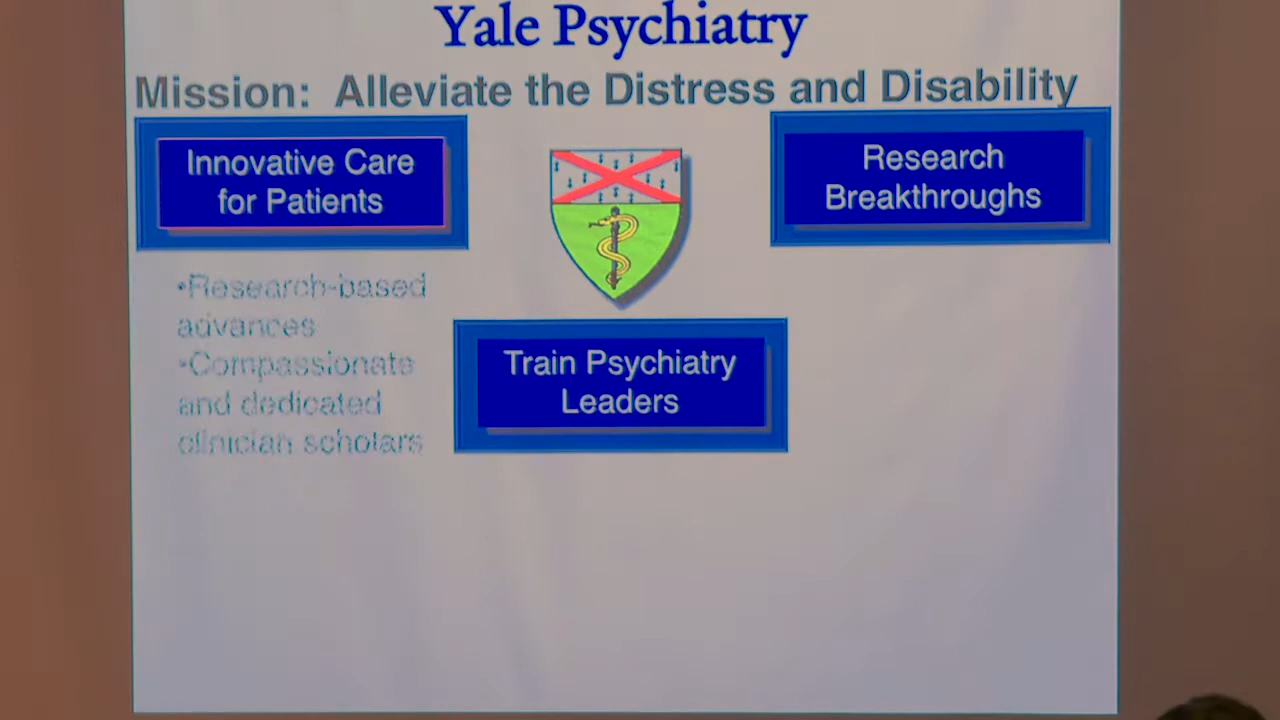 Yale Psychiatry
Mission: Alleviate the Distress and Disability
Innovative Care
for Patients
Research
Breakthroughs
•Research-based
advances
•Compassionate
and dedicated
clinician scholars
Train Psychiatry
Leaders